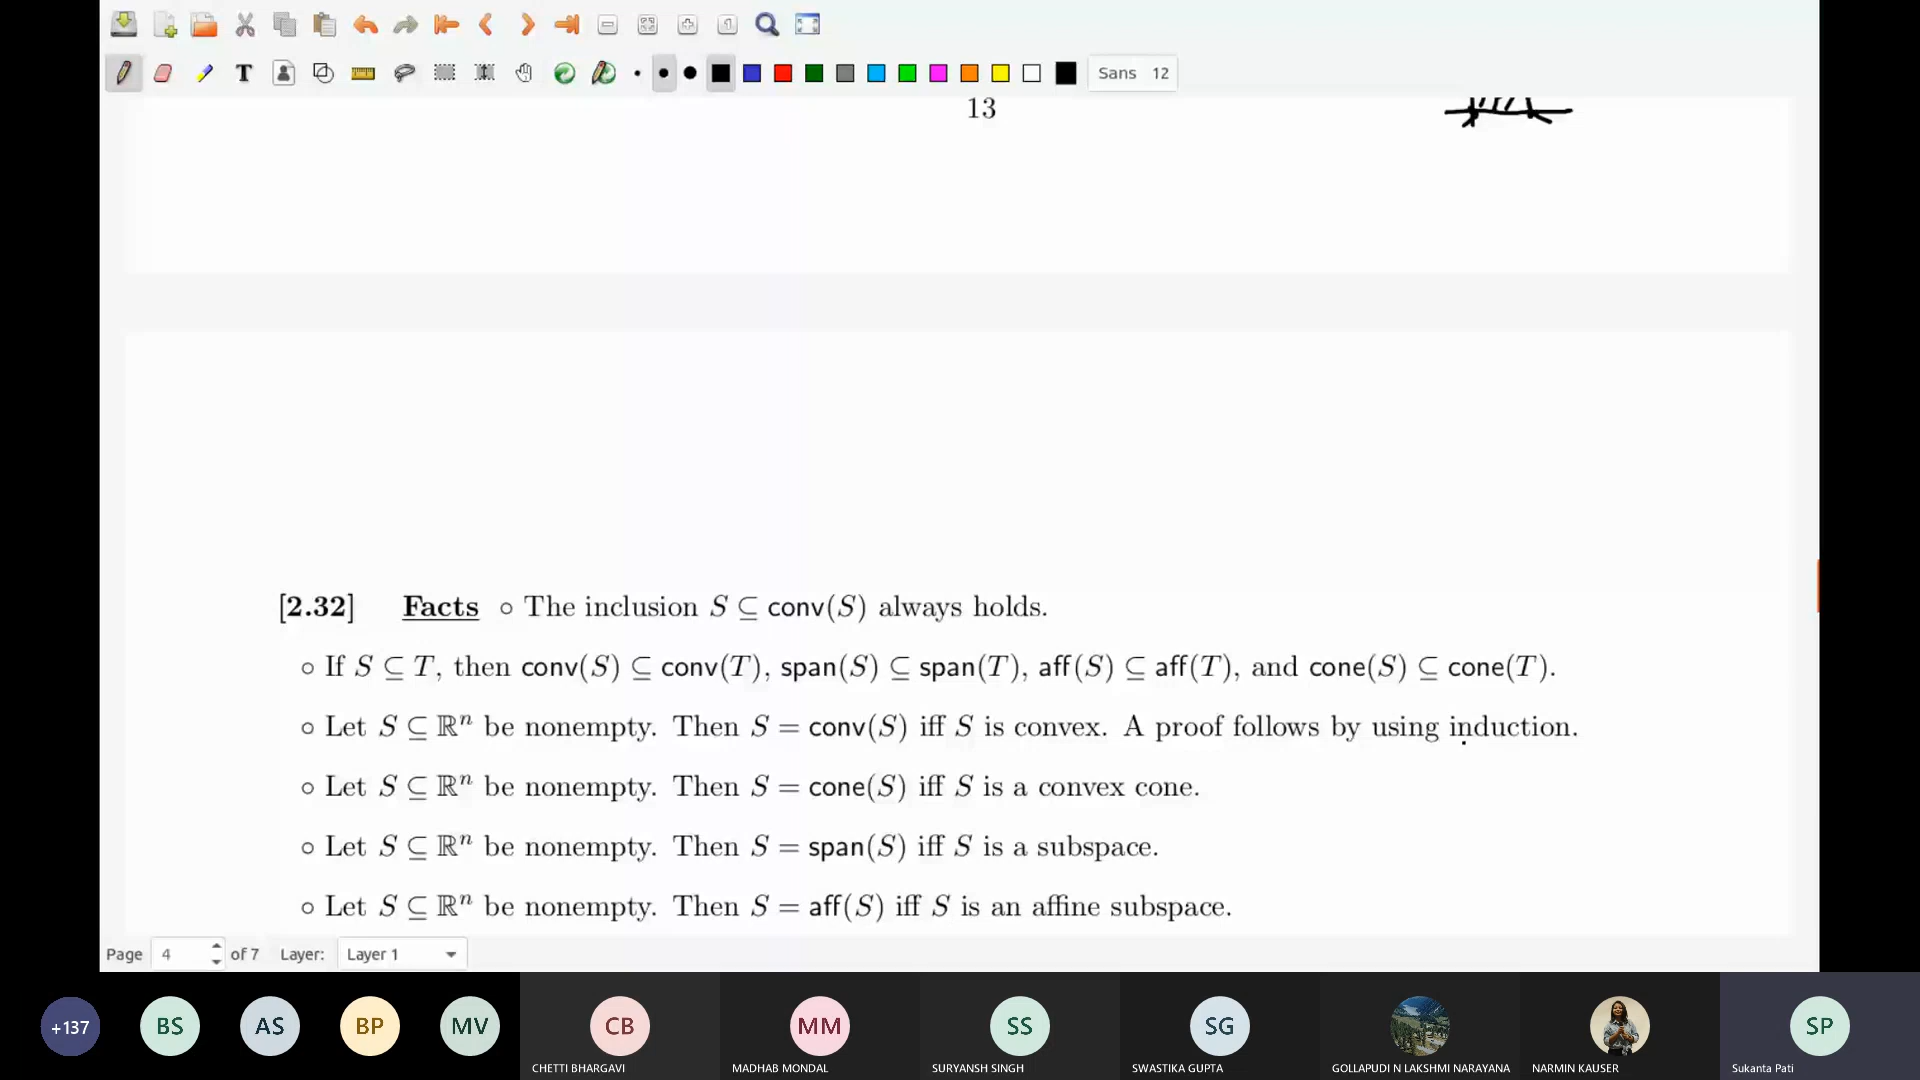 T
Sans 12
13
[2.32] Facts ∘ The inclusion S ⊆ conv(S) always holds.
∘ If S ⊆ T, then conv(S) ⊆ conv(T), span(S) ⊆ span(T), aff(S) ⊆ aff(T), and cone(S) ⊆ cone(T).
∘ Let S ⊆ ℝⁿ be nonempty. Then S = conv(S) iff S is convex. A proof follows by using induction.
∘ Let S ⊆ ℝⁿ be nonempty. Then S = cone(S) iff S is a convex cone.
∘ Let S ⊆ ℝⁿ be nonempty. Then S = span(S) iff S is a subspace.
∘ Let S ⊆ ℝⁿ be nonempty. Then S = aff(S) iff S is an affine subspace.
Page 4 of 7 Layer: Layer 1
+137 BS AS BP MV CB MM SS SG SP
CHETTI BHARGAVI MADHAB MONDAL SURYANSH SINGH SWASTIKA GUPTA GOLLAPUDI N LAKSHMI NARAYANA NARMIN KAUSER Sukanta Pati